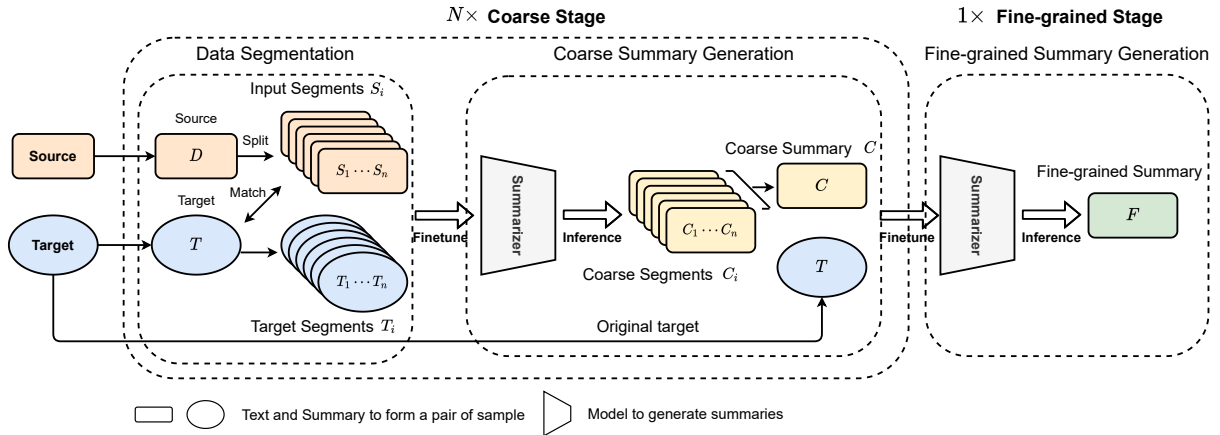 N× Coarse Stage
1× Fine-grained Stage
Data Segmentation
Coarse Summary Generation
Fine-grained Summary Generation
Input Segments S_i
Source
Source
D
Split
S_1 ⋯ S_n
Match
Target
Target
T
T_1 ⋯ T_n
Target Segments T_i
Finetune
Summarizer
Inference
C_1 ⋯ C_n
Coarse Segments C_i
Coarse Summary C
C
T
Original target
Finetune
Summarizer
Inference
Fine-grained Summary
F
Text and Summary to form a pair of sample
Model to generate summaries